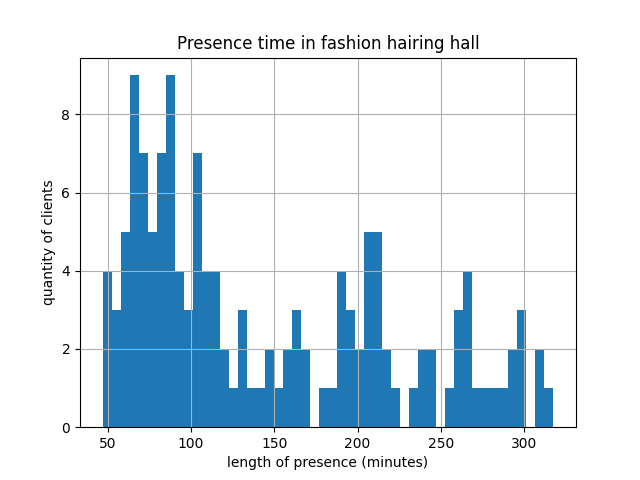 Presence time in fashion hairing hall
quantity of clients
8
6
4
2
0
50 100 150 200 250 300
length of presence (minutes)